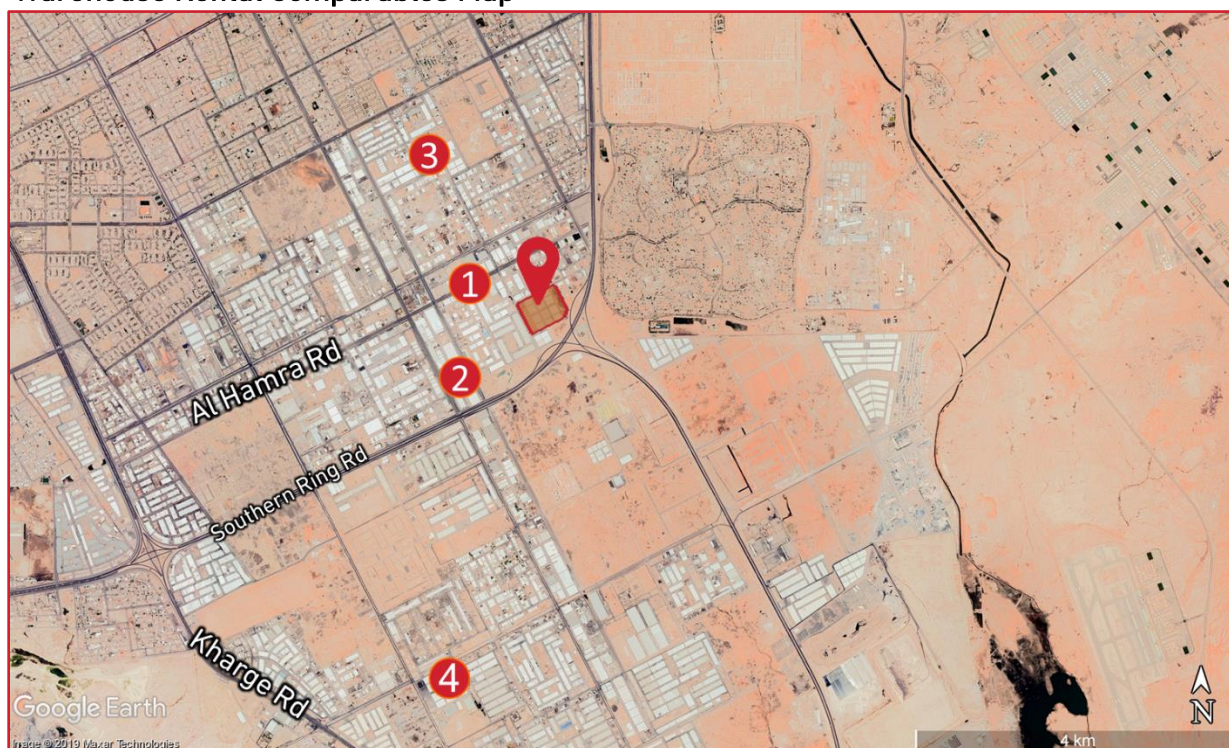 Warehouse Rental Comparables Map
3
1
2
Al Hamra Rd
Southern Ring Rd
Kharge Rd
4
Google Earth
Image © 2019 Maxar Technologies
N
4 km